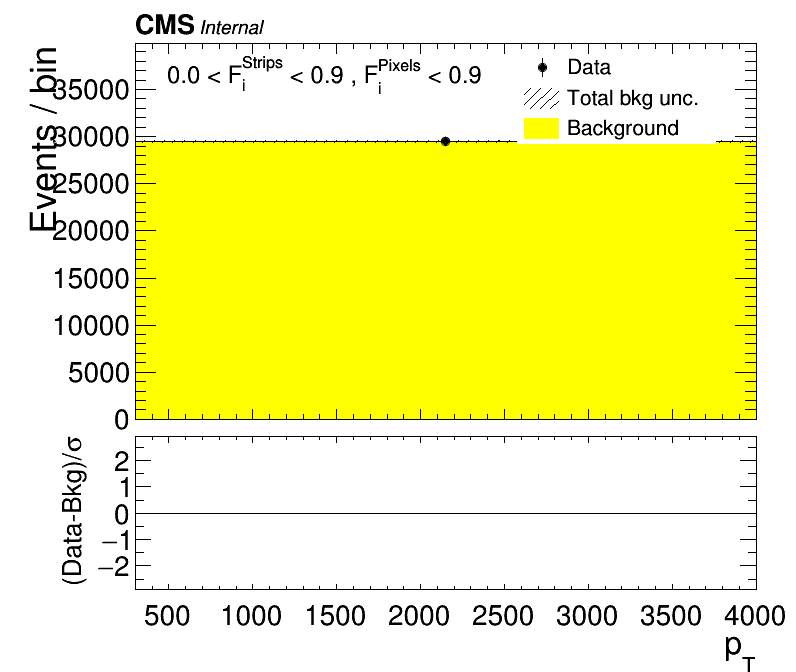 CMS Internal
Events / bin
0.0 < F_i^Strips < 0.9 , F_i^Pixels < 0.9
Data
Total bkg unc.
Background
35000
30000
25000
20000
15000
10000
5000
0
(Data-Bkg)/σ
2
1
0
−1
−2
500 1000 1500 2000 2500 3000 3500 4000
p_T